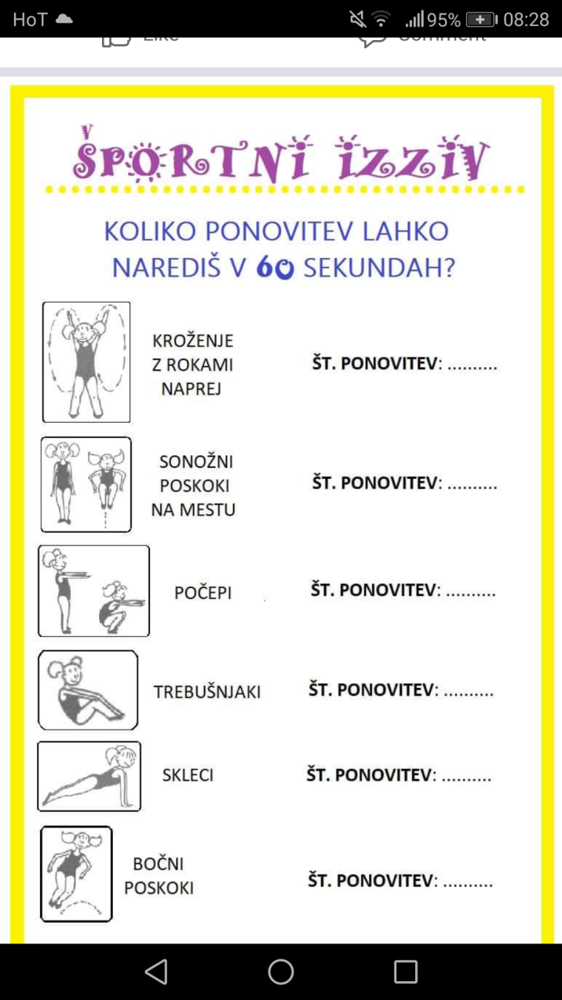 HoT 95% 08:28
Like Comment
ŠPORTNI IZZIV
KOLIKO PONOVITEV LAHKO
NAREDIŠ V 60 SEKUNDAH?
KROŽENJE
Z ROKAMI
NAPREJ
ŠT. PONOVITEV: ..........
SONOŽNI
POSKOKI
NA MESTU
ŠT. PONOVITEV: ..........
POČEPI
ŠT. PONOVITEV: ..........
TREBUŠNJAKI
ŠT. PONOVITEV: ..........
SKLECI
ŠT. PONOVITEV: ..........
BOČNI
POSKOKI
ŠT. PONOVITEV: ..........